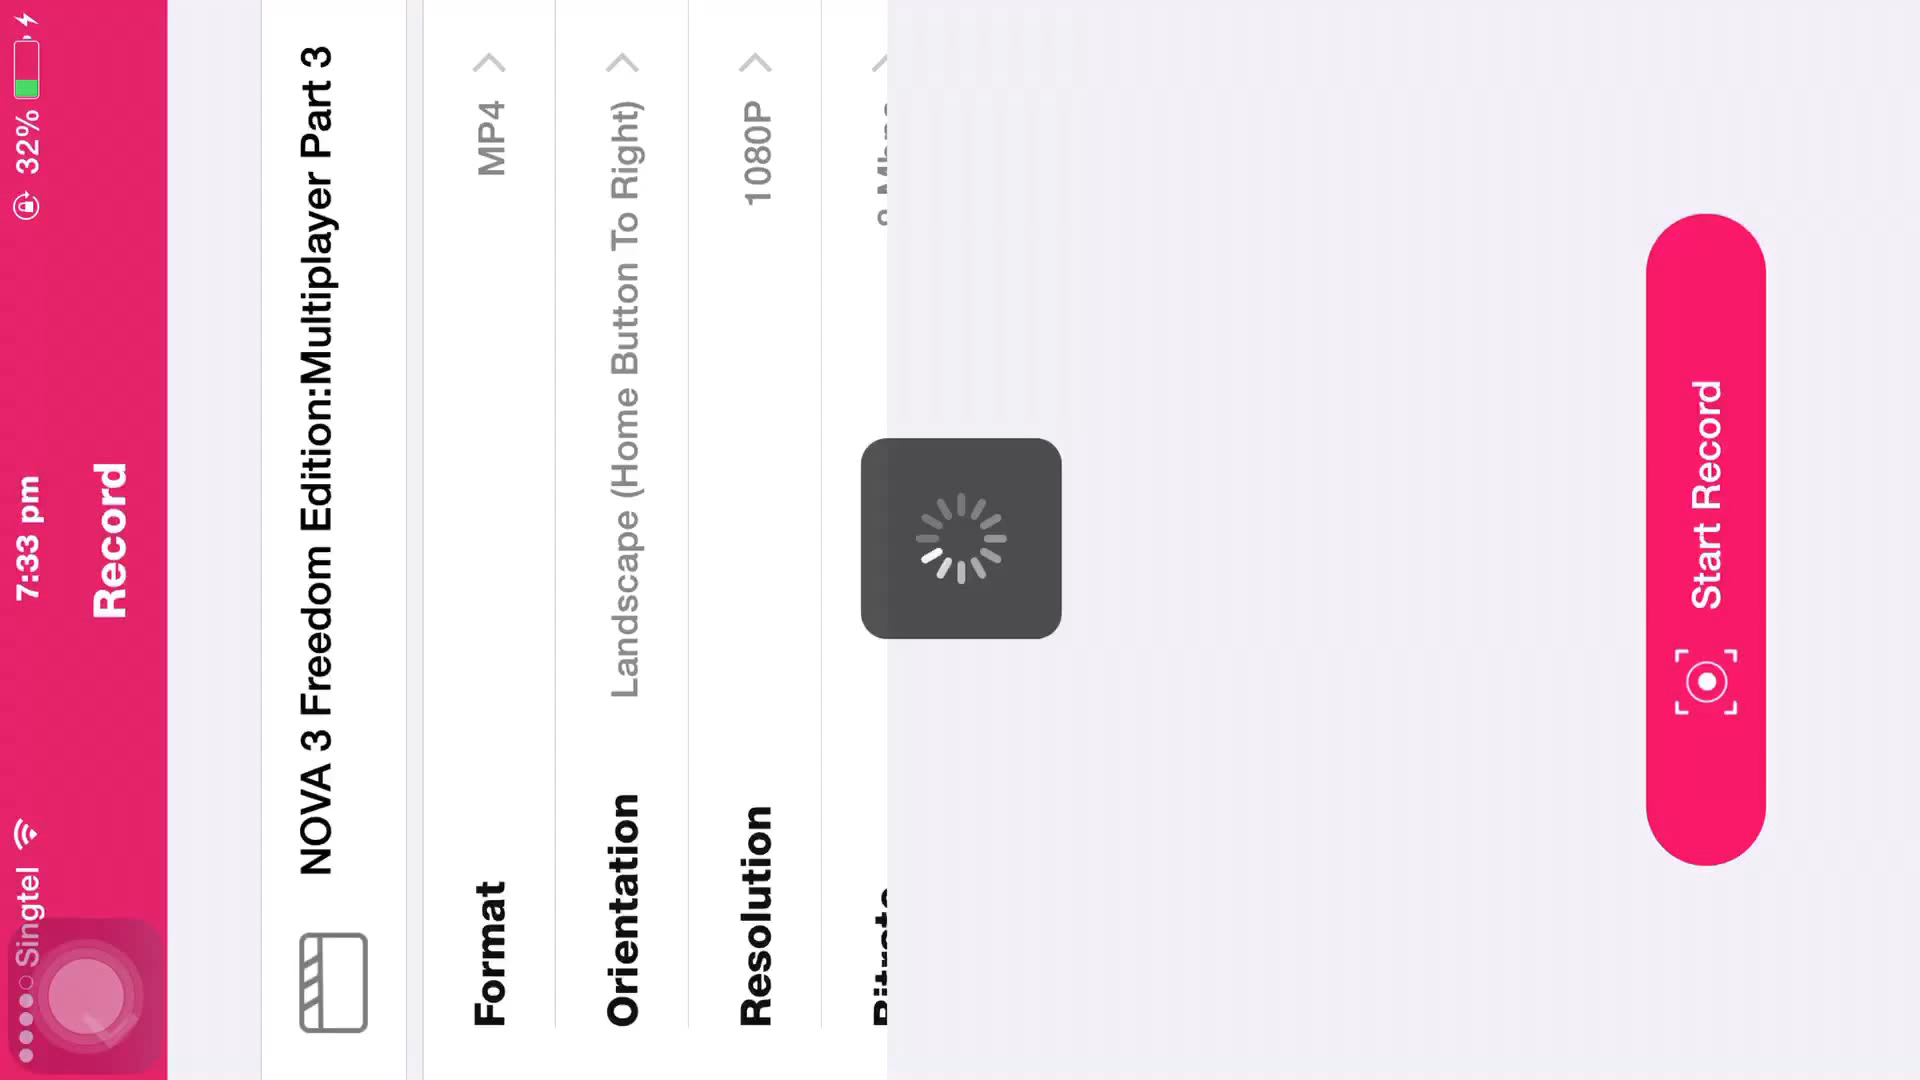 Singtel 7:33 pm 32%
Record
NOVA 3 Freedom Edition:Multiplayer Part 3
Format MP4
Orientation Landscape (Home Button To Right)
Resolution 1080P
Start Record